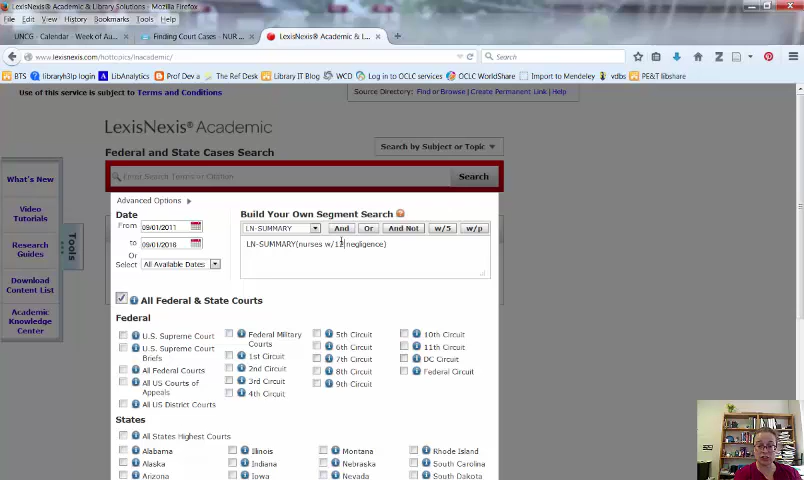 LexisNexis® Academic & Library Solutions - Mozilla Firefox
File Edit View History Bookmarks Tools Help
UNCG - Calendar - Week of Au... × Finding Court Cases - NUR ... × LexisNexis® Academic & L... × +
www.lexisnexis.com/hottopics/lnacademic/ Search
BTS libraryh3lp login LibAnalytics Prof Dev a The Ref Desk Library IT Blog WCD Log in to OCLC services OCLC WorldShare Import to Mendeley vdbs PE&T libshare
Use of this service is subject to Terms and Conditions Source Directory: Find or Browse | Create Permanent Link | Help
LexisNexis® Academic
Federal and State Cases Search Search by Subject or Topic
Enter Search Terms or Citation Search
What's New
Video Tutorials
Research Guides
Download Content List
Academic Knowledge Center
Tools
Advanced Options
Date Build Your Own Segment Search
From 09/01/2011 LN-SUMMARY And Or And Not w/5 w/p
to 09/01/2016 LN-SUMMARY(nurses w/12 negligence)
Or
Select All Available Dates
All Federal & State Courts
Federal
U.S. Supreme Court Federal Military Courts 5th Circuit 10th Circuit
U.S. Supreme Court Briefs 1st Circuit 6th Circuit 11th Circuit
All Federal Courts 2nd Circuit 7th Circuit DC Circuit
All US Courts of Appeals 3rd Circuit 8th Circuit Federal Circuit
All US District Courts 4th Circuit 9th Circuit
States
All States Highest Courts
Alabama Illinois Montana Rhode Island
Alaska Indiana Nebraska South Carolina
Arizona Iowa Nevada South Dakota